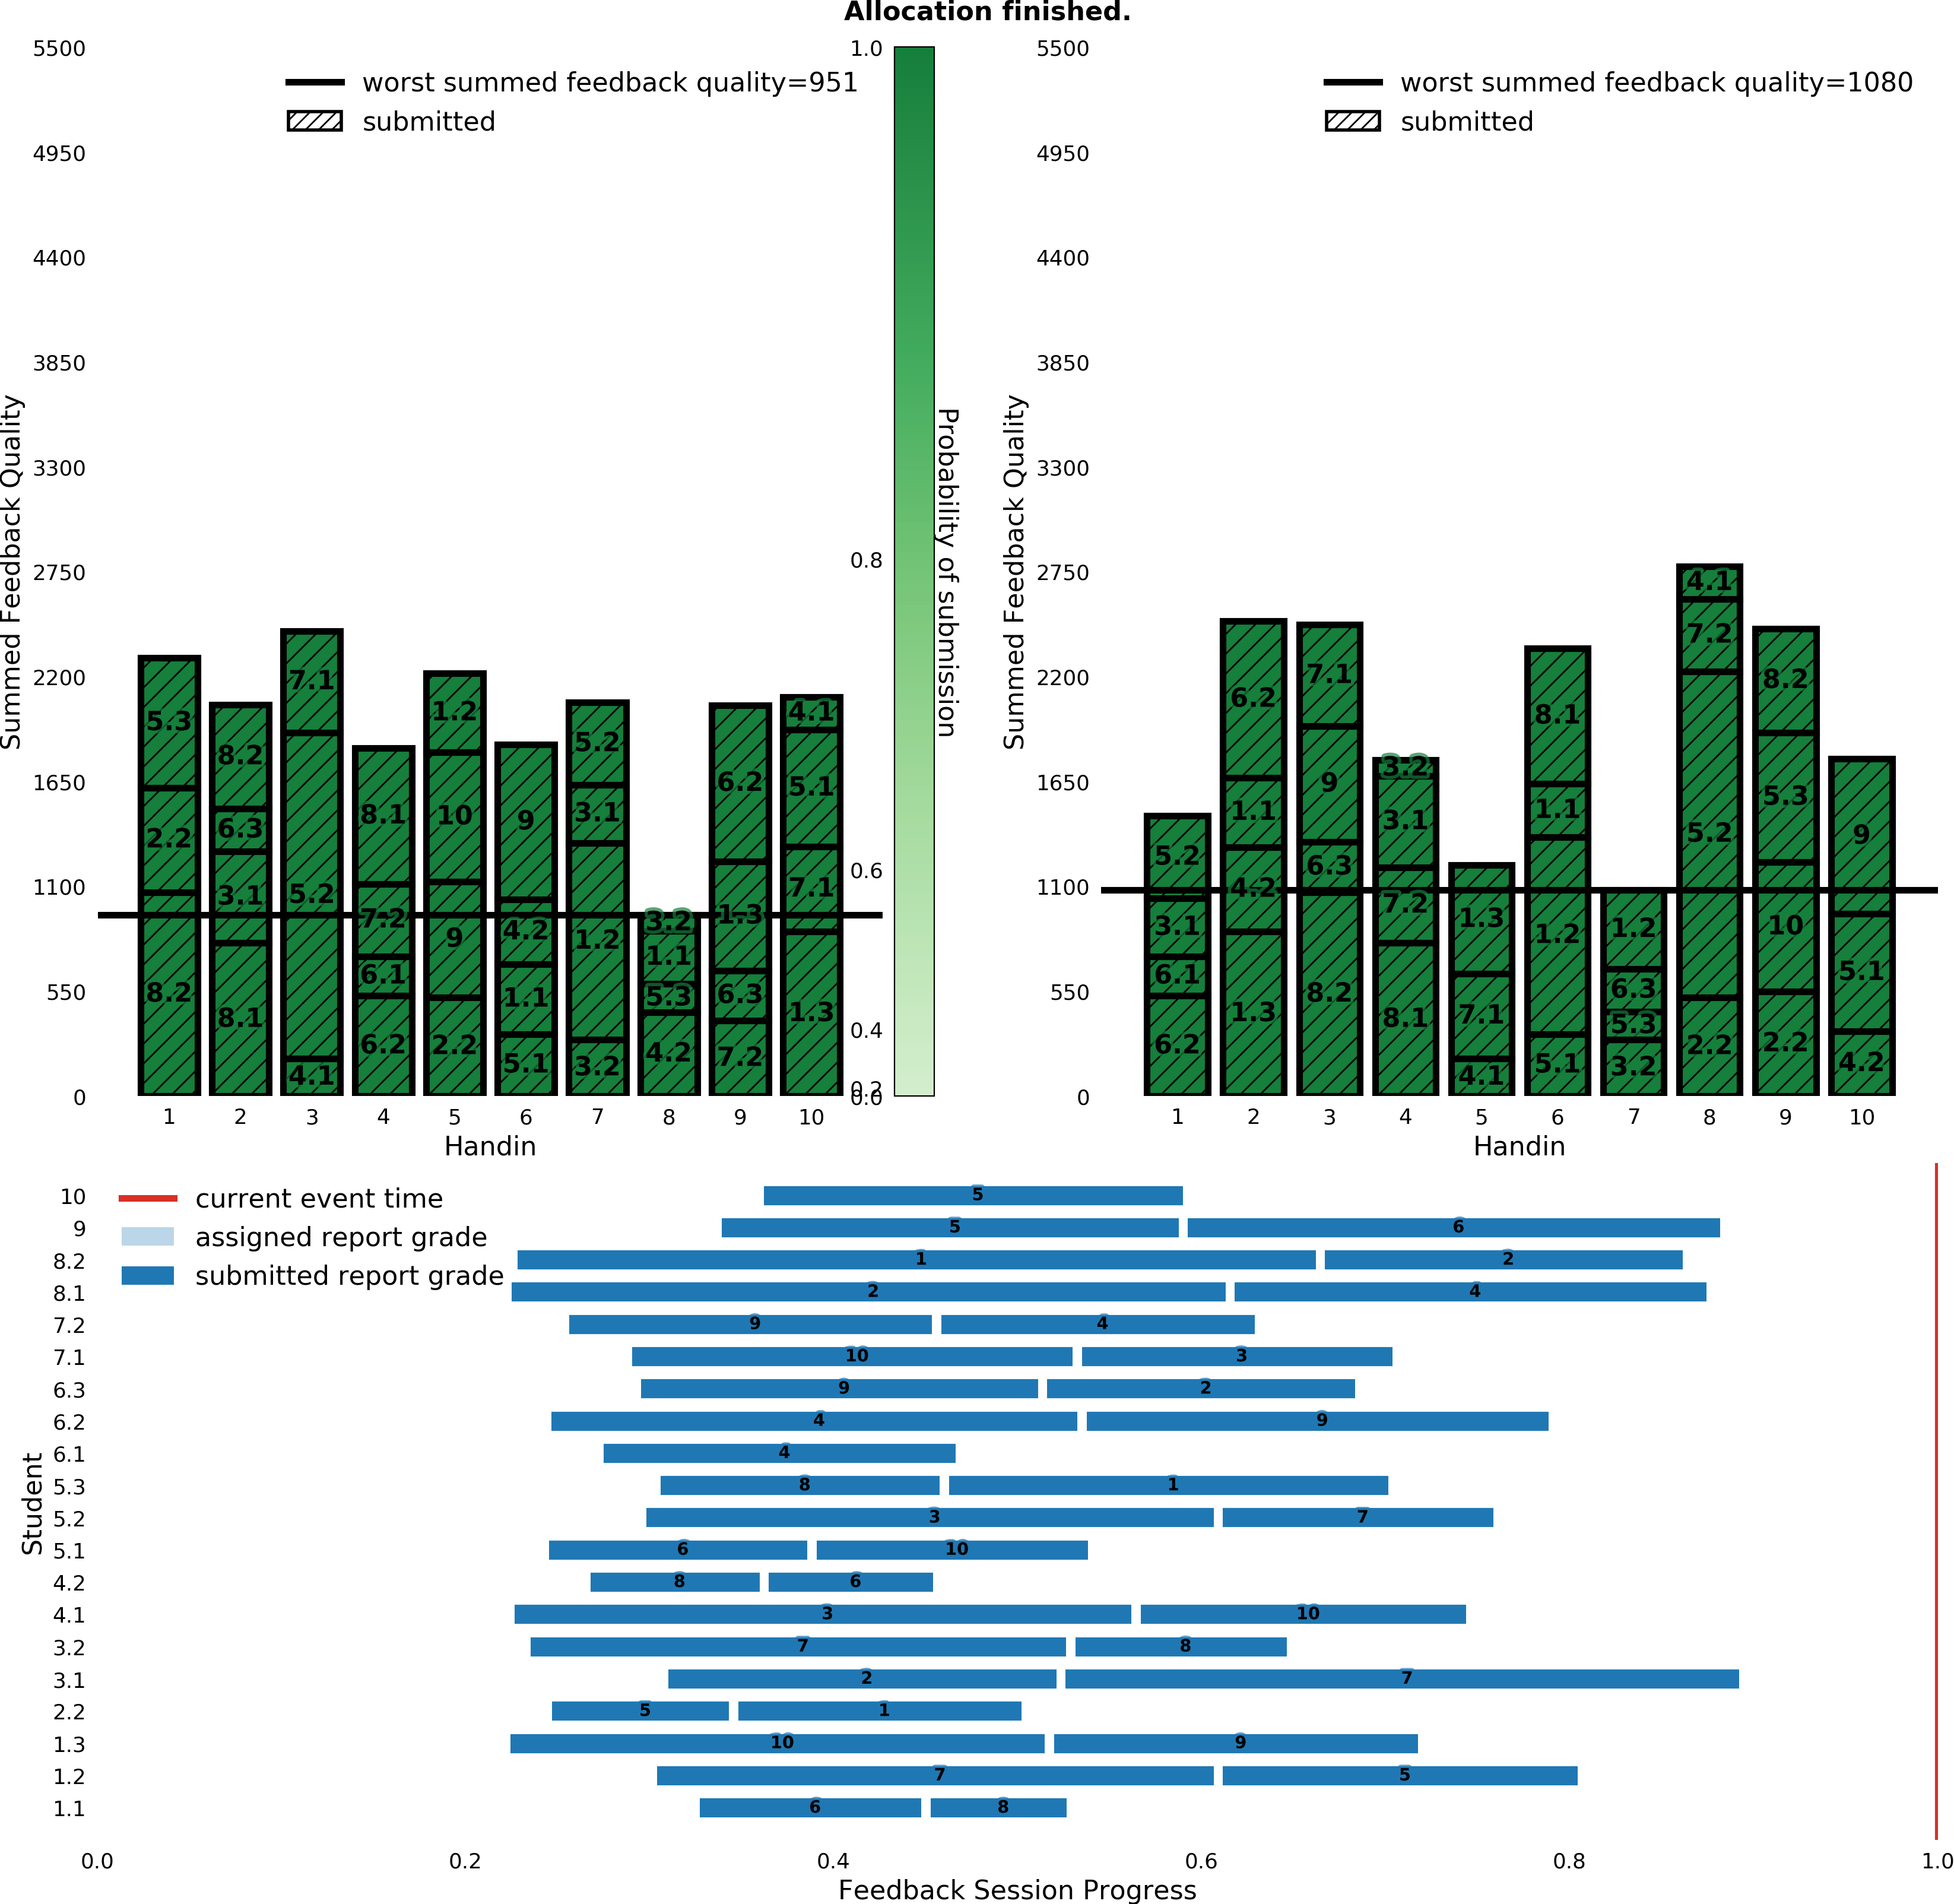 Allocation finished.
worst summed feedback quality=951
submitted
5500
4950
4400
3850
3300
2750
2200
1650
1100
550
0
Summed Feedback Quality
5.3
2.2
8.2
8.2
6.3
3.1
8.1
7.1
5.2
4.1
8.1
7.2
6.1
6.2
1.2
10
9
2.2
9
4.2
1.1
5.1
5.2
3.1
1.2
3.2
3.2
1.1
5.3
4.2
6.2
1.3
6.3
7.2
4.1
5.1
7.1
1.3
1 2 3 4 5 6 7 8 9 10
Handin
1.0
0.8
0.6
0.4
0.2
0.0
Probability of submission
worst summed feedback quality=1080
submitted
5500
4950
4400
3850
3300
2750
2200
1650
1100
550
0
Summed Feedback Quality
5.2
3.1
6.1
6.2
6.2
1.1
4.2
1.3
7.1
9
6.3
8.2
3.2
3.1
7.2
8.1
1.3
7.1
4.1
8.1
1.1
1.2
5.1
1.2
6.3
5.3
3.2
4.1
7.2
5.2
2.2
8.2
5.3
10
2.2
9
5.1
4.2
1 2 3 4 5 6 7 8 9 10
Handin
current event time
assigned report grade
submitted report grade
Student
10 5
9 5 6
8.2 1 2
8.1 2 4
7.2 9 4
7.1 10 3
6.3 9 2
6.2 4 9
6.1 4
5.3 8 1
5.2 3 7
5.1 6 10
4.2 8 6
4.1 3 10
3.2 7 8
3.1 2 7
2.2 5 1
1.3 10 9
1.2 7 5
1.1 6 8
0.0 0.2 0.4 0.6 0.8 1.0
Feedback Session Progress